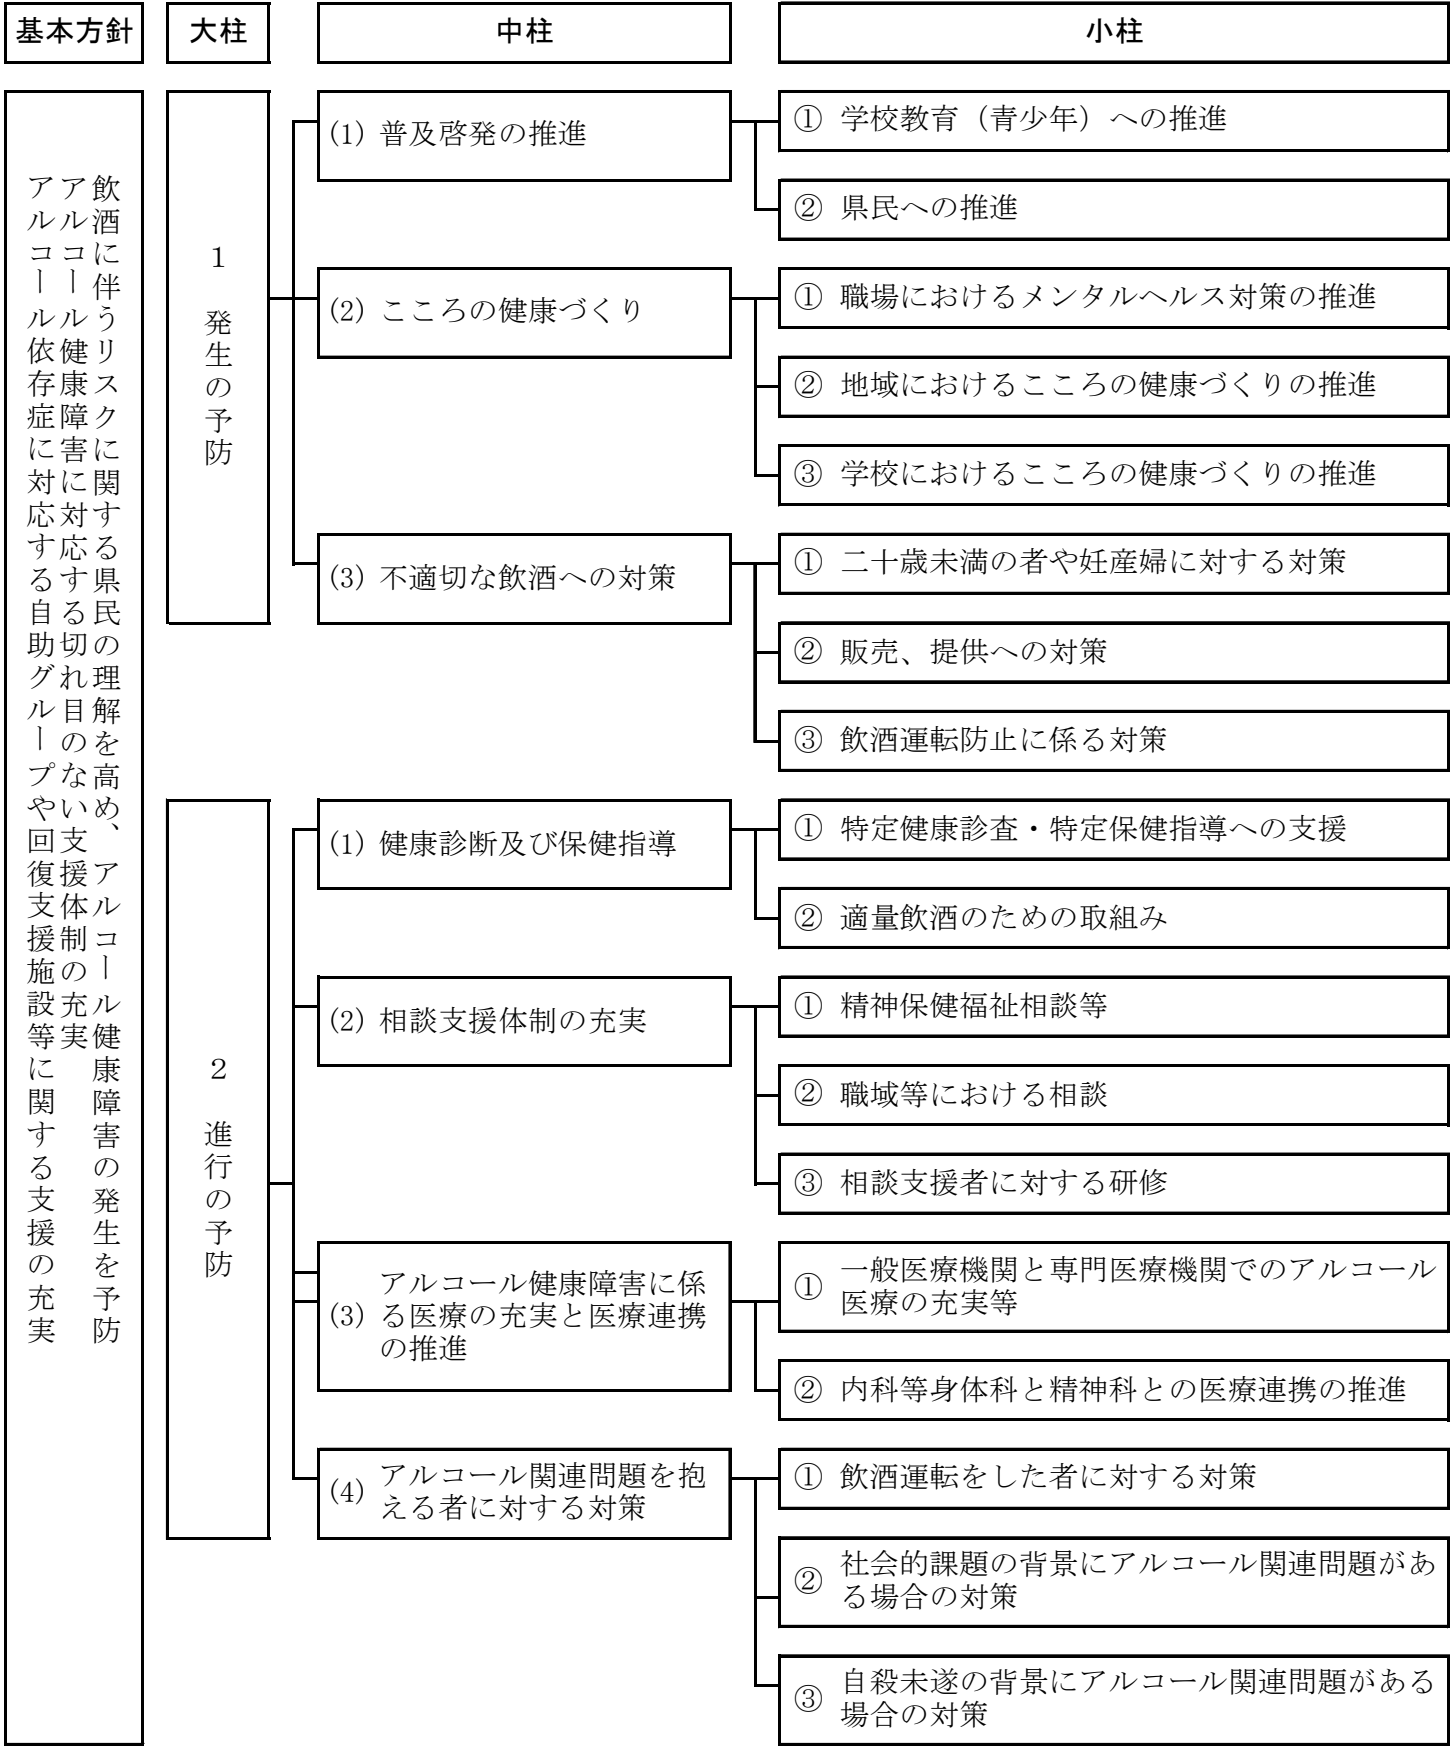 基本方針
大柱
中柱
小柱
飲酒に伴うリスクに関する県民の理解を高め、アルコール健康障害の発生を予防
アルコール健康障害に対応する切れ目のない支援体制の充実
アルコール依存症に対応する自助グループや回復支援施設等に関する支援の充実
1 発生の予防
(1) 普及啓発の推進
① 学校教育（青少年）への推進
② 県民への推進
(2) こころの健康づくり
① 職場におけるメンタルヘルス対策の推進
② 地域におけるこころの健康づくりの推進
③ 学校におけるこころの健康づくりの推進
(3) 不適切な飲酒への対策
① 二十歳未満の者や妊産婦に対する対策
② 販売、提供への対策
③ 飲酒運転防止に係る対策
2 進行の予防
(1) 健康診断及び保健指導
① 特定健康診査・特定保健指導への支援
② 適量飲酒のための取組み
(2) 相談支援体制の充実
① 精神保健福祉相談等
② 職域等における相談
③ 相談支援者に対する研修
(3) アルコール健康障害に係
る医療の充実と医療連携
の推進
① 一般医療機関と専門医療機関でのアルコール
医療の充実等
② 内科等身体科と精神科との医療連携の推進
(4) アルコール関連問題を抱
える者に対する対策
① 飲酒運転をした者に対する対策
② 社会的課題の背景にアルコール関連問題があ
る場合の対策
③ 自殺未遂の背景にアルコール関連問題がある
場合の対策